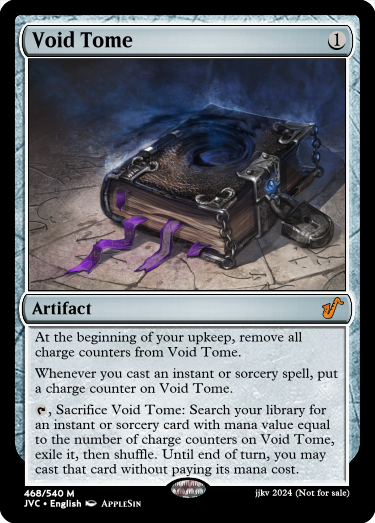 Void Tome
1
Artifact
At the beginning of your upkeep, remove all
charge counters from Void Tome.
Whenever you cast an instant or sorcery spell, put
a charge counter on Void Tome.
, Sacrifice Void Tome: Search your library for
an instant or sorcery card with mana value equal
to the number of charge counters on Void Tome,
exile it, then shuffle. Until end of turn, you may
cast that card without paying its mana cost.
468/540 M
JVC • English AppleSin
jjkv 2024 (Not for sale)